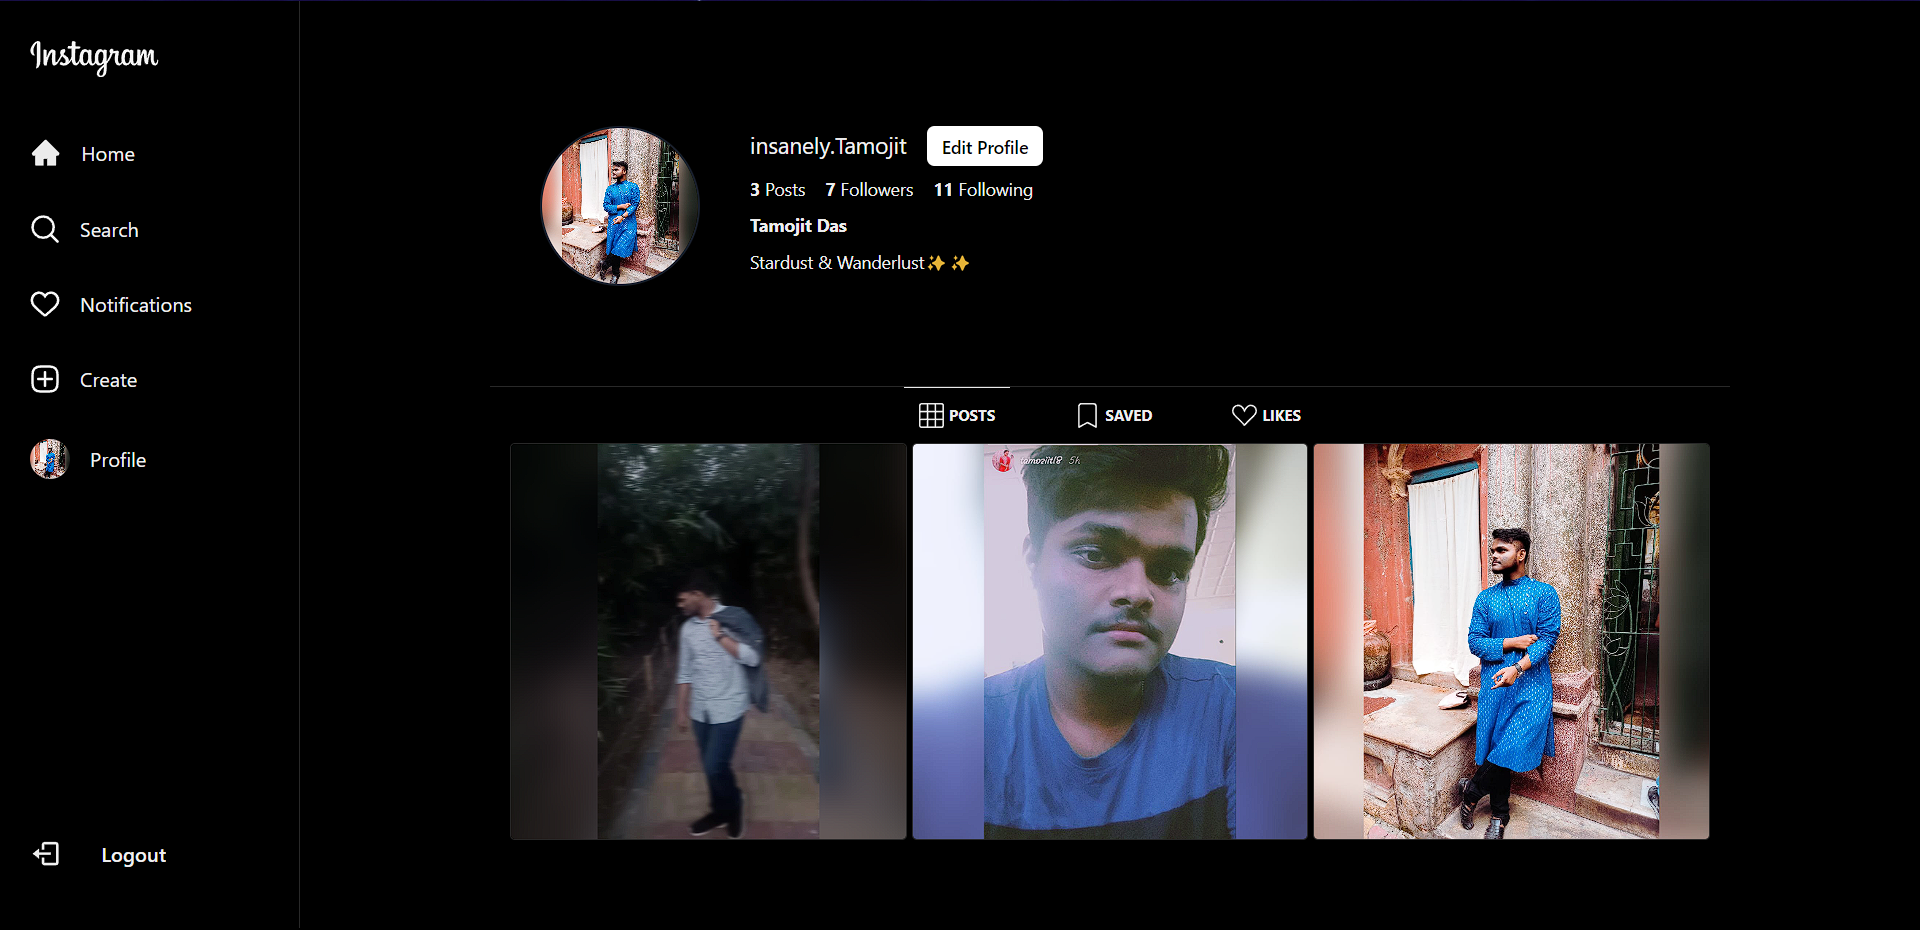 Instagram
Home
Search
Notifications
Create
Profile
Logout
insanely.Tamojit Edit Profile
3 Posts 7 Followers 11 Following
Tamojit Das
Stardust & Wanderlust✨ ✨
POSTS SAVED LIKES
5h